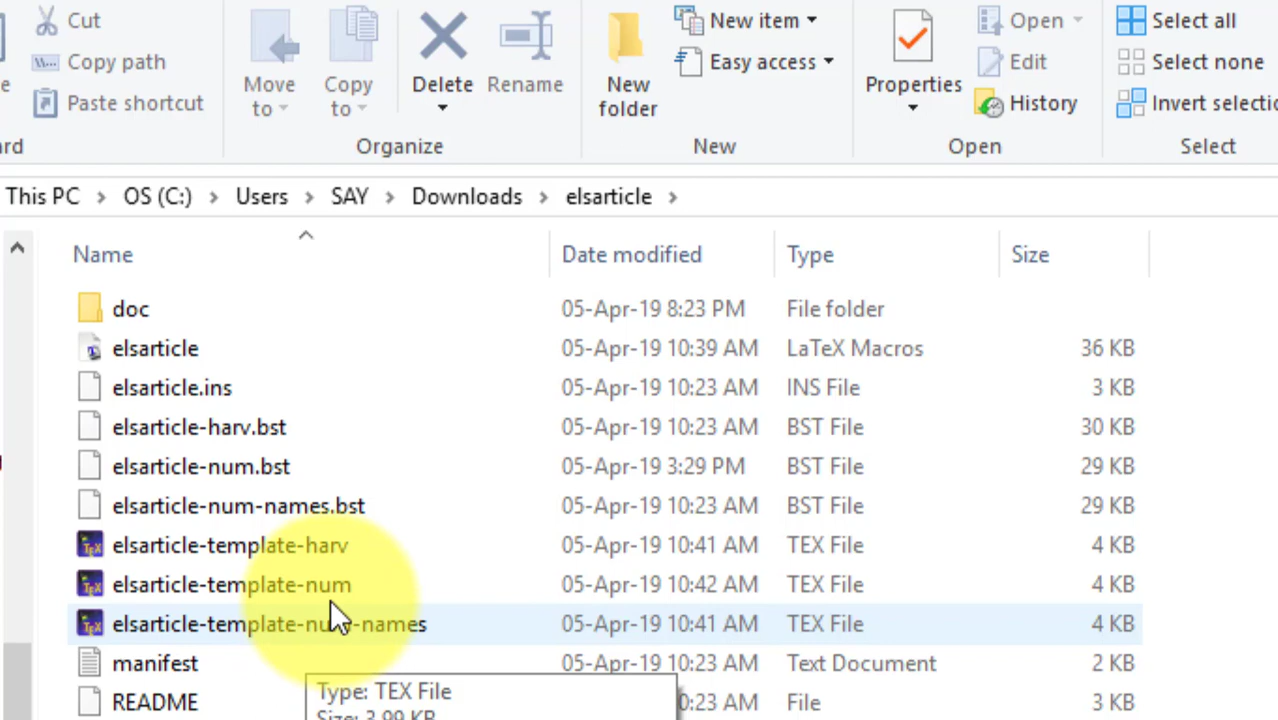 Cut
Copy path
Paste shortcut
Move to
Copy to
Delete
Rename
Organize
New folder
New item
Easy access
New
Properties
Open
Edit
History
Open
Select all
Select none
Invert selectio
Select
This PC > OS (C:) > Users > SAY > Downloads > elsarticle >
Name Date modified Type Size
doc 05-Apr-19 8:23 PM File folder
elsarticle 05-Apr-19 10:39 AM LaTeX Macros 36 KB
elsarticle.ins 05-Apr-19 10:23 AM INS File 3 KB
elsarticle-harv.bst 05-Apr-19 10:23 AM BST File 30 KB
elsarticle-num.bst 05-Apr-19 3:29 PM BST File 29 KB
elsarticle-num-names.bst 05-Apr-19 10:23 AM BST File 29 KB
elsarticle-template-harv 05-Apr-19 10:41 AM TEX File 4 KB
elsarticle-template-num 05-Apr-19 10:42 AM TEX File 4 KB
elsarticle-template-num-names 05-Apr-19 10:41 AM TEX File 4 KB
manifest 05-Apr-19 10:23 AM Text Document 2 KB
README 0:23 AM File 3 KB
Type: TEX File
Size: 3.99 KB